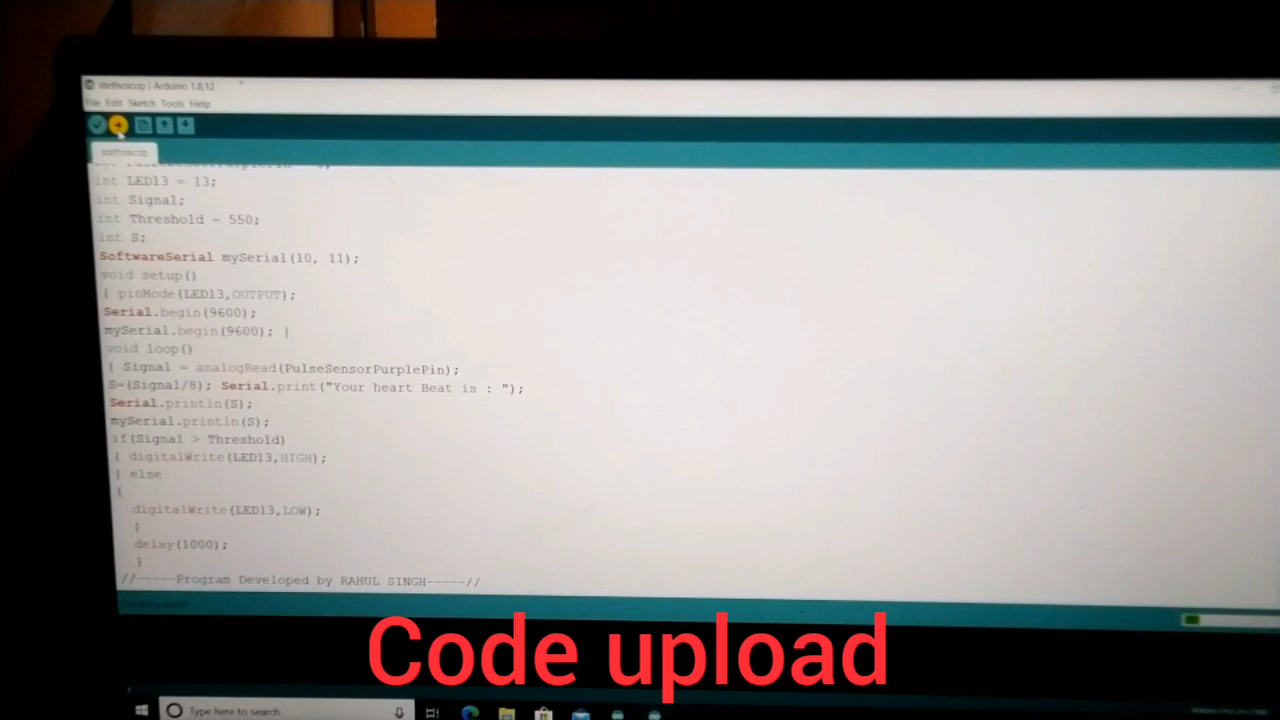 stethoscop | Arduino 1.8.12
File Edit Sketch Tools Help
stethoscop
int LED13 = 13;
int Signal;
int Threshold = 550;
int S;
SoftwareSerial mySerial(10, 11);
void setup()
{ pinMode(LED13,OUTPUT);
Serial.begin(9600);
mySerial.begin(9600); }
void loop()
{ Signal = analogRead(PulseSensorPurplePin);
S=(Signal/8); Serial.print("Your heart Beat is : ");
Serial.println(S);
mySerial.println(S);
if(Signal > Threshold)
{ digitalWrite(LED13,HIGH);
} else
{
digitalWrite(LED13,LOW);
}
delay(1000);
}
//-----Program Developed by RAHUL SINGH-----//
Code upload
Type here to search